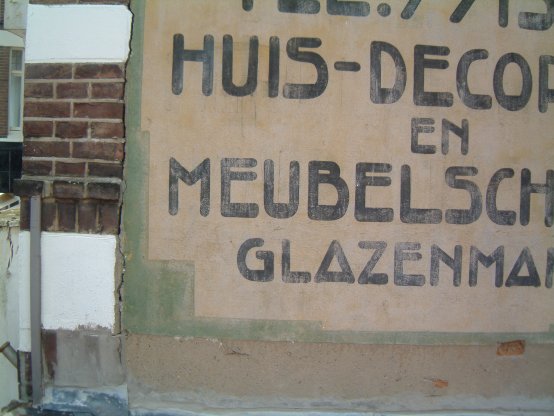 HUIS-DECOR
EN
MEUBELSCH
GLAZENMA